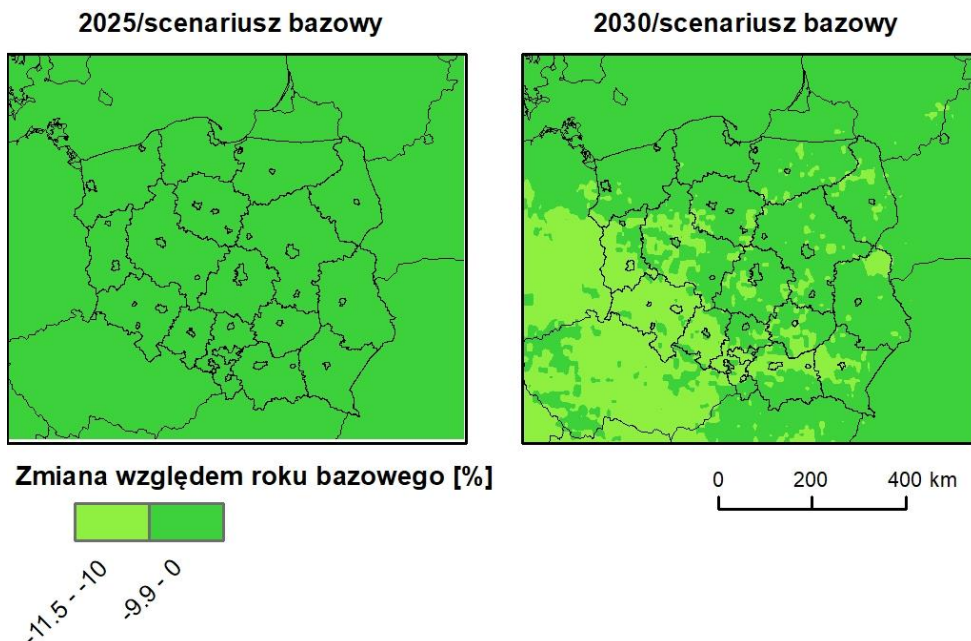 2025/scenariusz bazowy
2030/scenariusz bazowy
Zmiana względem roku bazowego [%]
0 200 400 km
-11.5 - -10
-9.9 - 0